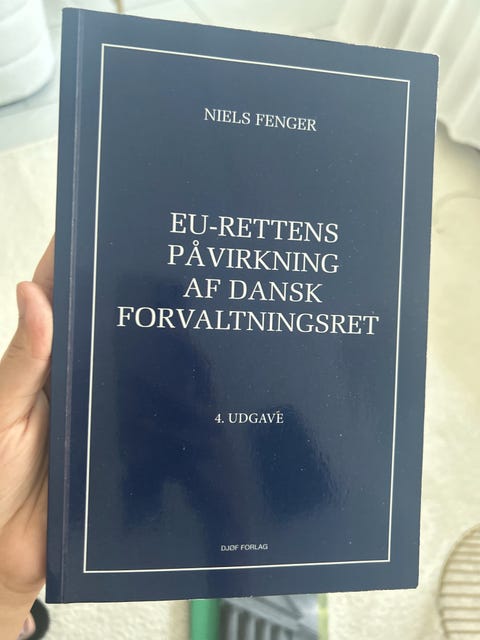 NIELS FENGER
EU-RETTENS
PÅVIRKNING
AF DANSK
FORVALTNINGSRET
4. UDGAVE
DJØF FORLAG